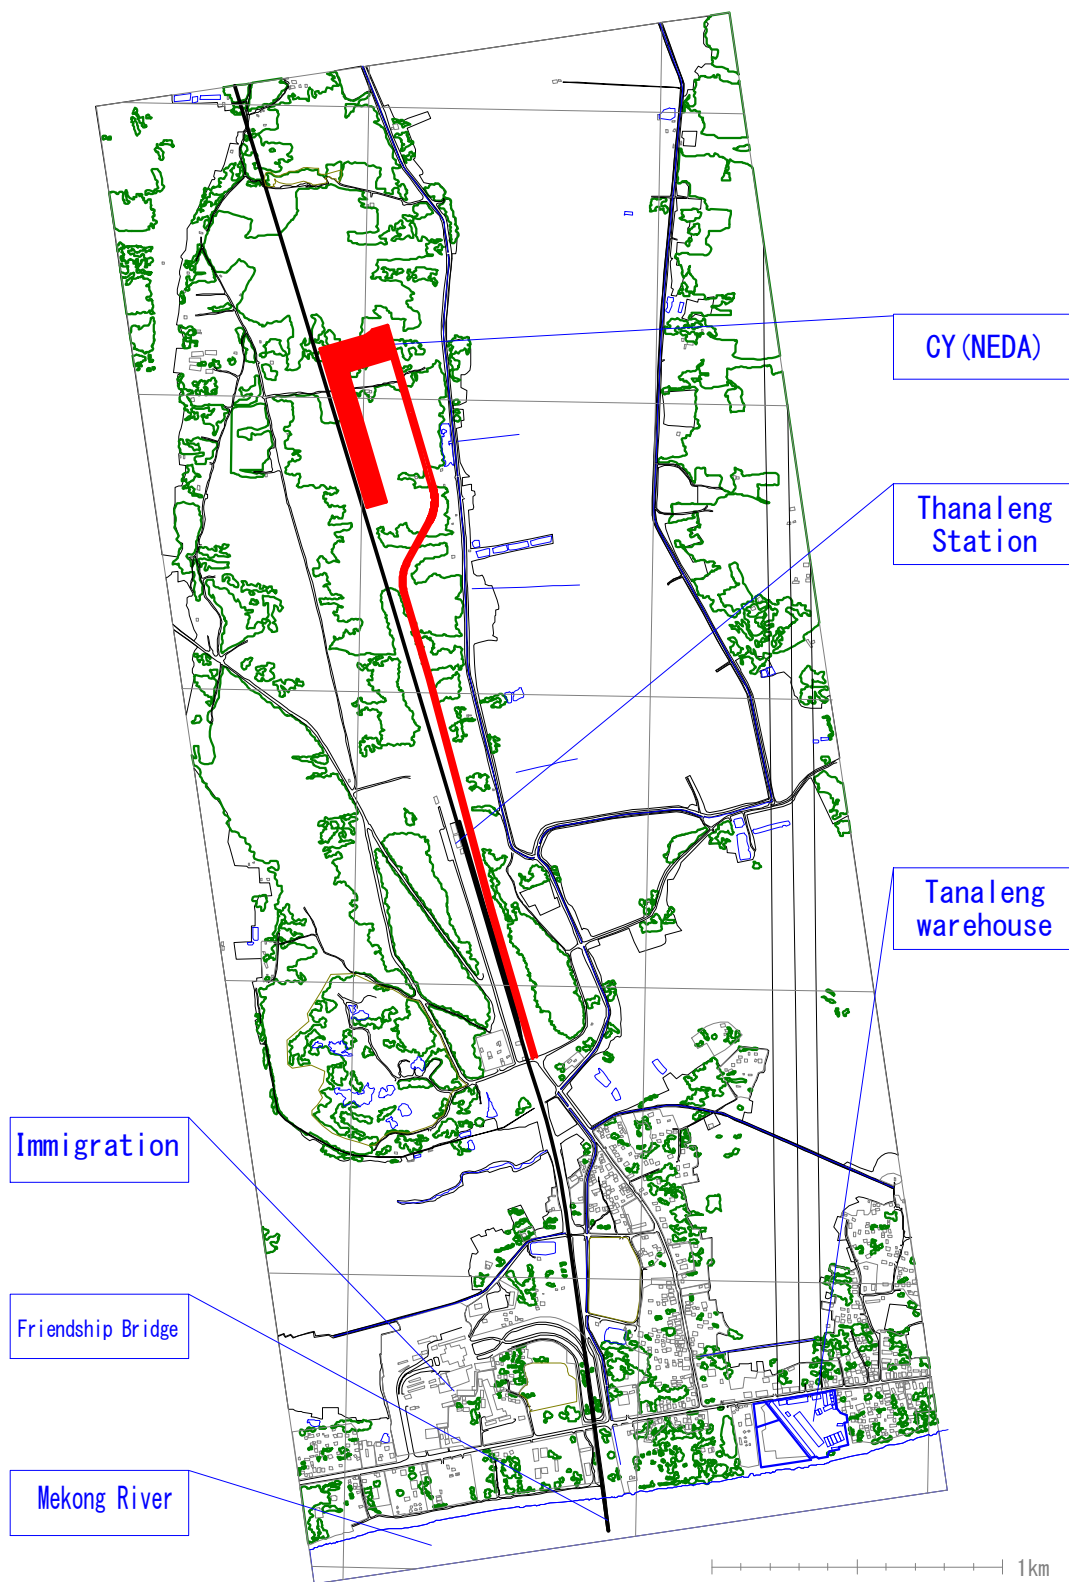 CY(NEDA)
Thanaleng
Station
Tanaleng
warehouse
Immigration
Friendship Bridge
Mekong River
1km